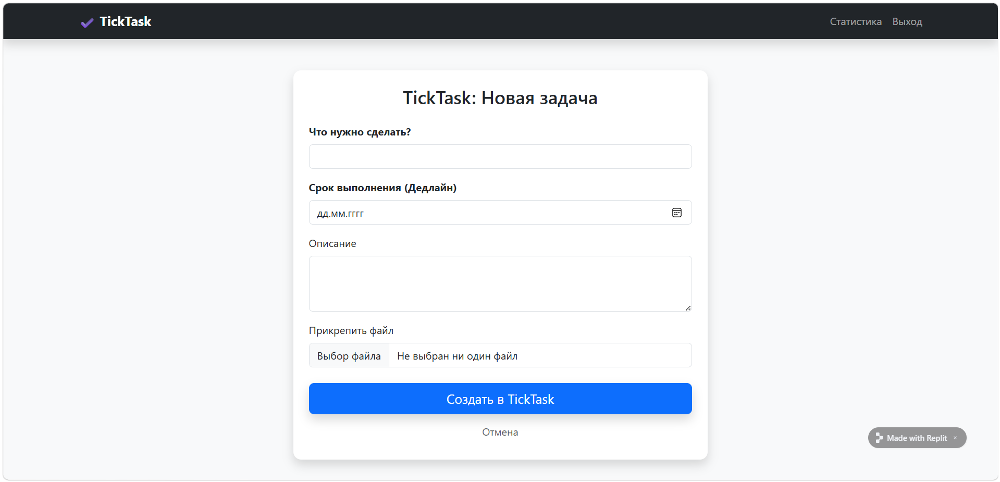 TickTask
Статистика Выход
TickTask: Новая задача
Что нужно сделать?
Срок выполнения (Дедлайн)
дд.мм.гггг
Описание
Прикрепить файл
Выбор файла Не выбран ни один файл
Создать в TickTask
Отмена
Made with Replit ×